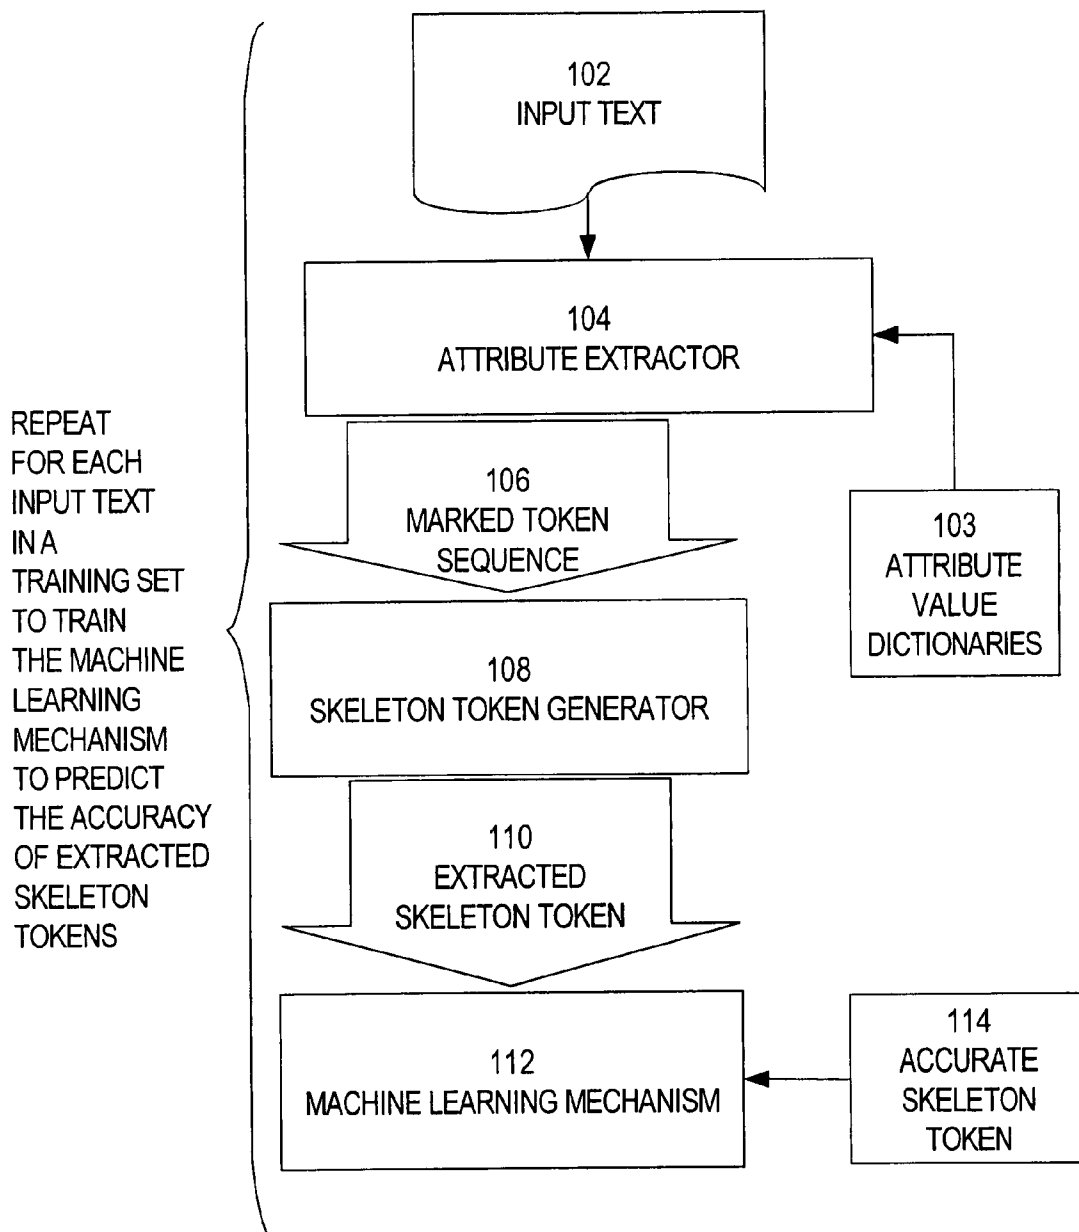 102
INPUT TEXT
104
ATTRIBUTE EXTRACTOR
106
MARKED TOKEN
SEQUENCE
103
ATTRIBUTE
VALUE
DICTIONARIES
REPEAT
FOR EACH
INPUT TEXT
IN A
TRAINING SET
TO TRAIN
THE MACHINE
LEARNING
MECHANISM
TO PREDICT
THE ACCURACY
OF EXTRACTED
SKELETON
TOKENS
108
SKELETON TOKEN GENERATOR
110
EXTRACTED
SKELETON TOKEN
112
MACHINE LEARNING MECHANISM
114
ACCURATE
SKELETON
TOKEN